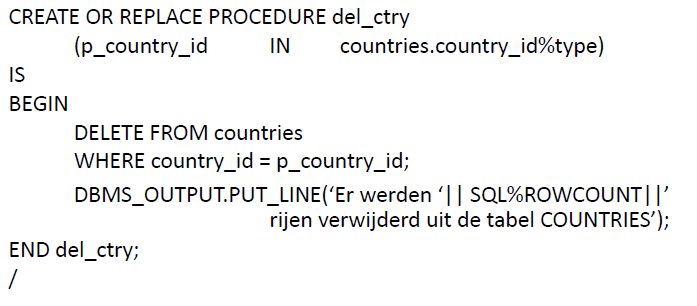 CREATE OR REPLACE PROCEDURE del_ctry
(p_country_id IN countries.country_id%type)
IS
BEGIN
DELETE FROM countries
WHERE country_id = p_country_id;
DBMS_OUTPUT.PUT_LINE(‘Er werden ‘|| SQL%ROWCOUNT||’
rijen verwijderd uit de tabel COUNTRIES’);
END del_ctry;
/